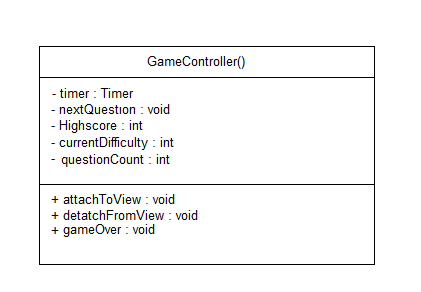 GameController()
- timer : Timer
- nextQuestion : void
- Highscore : int
- currentDifficulty : int
- questionCount : int
+ attachToView : void
+ detatchFromView : void
+ gameOver : void